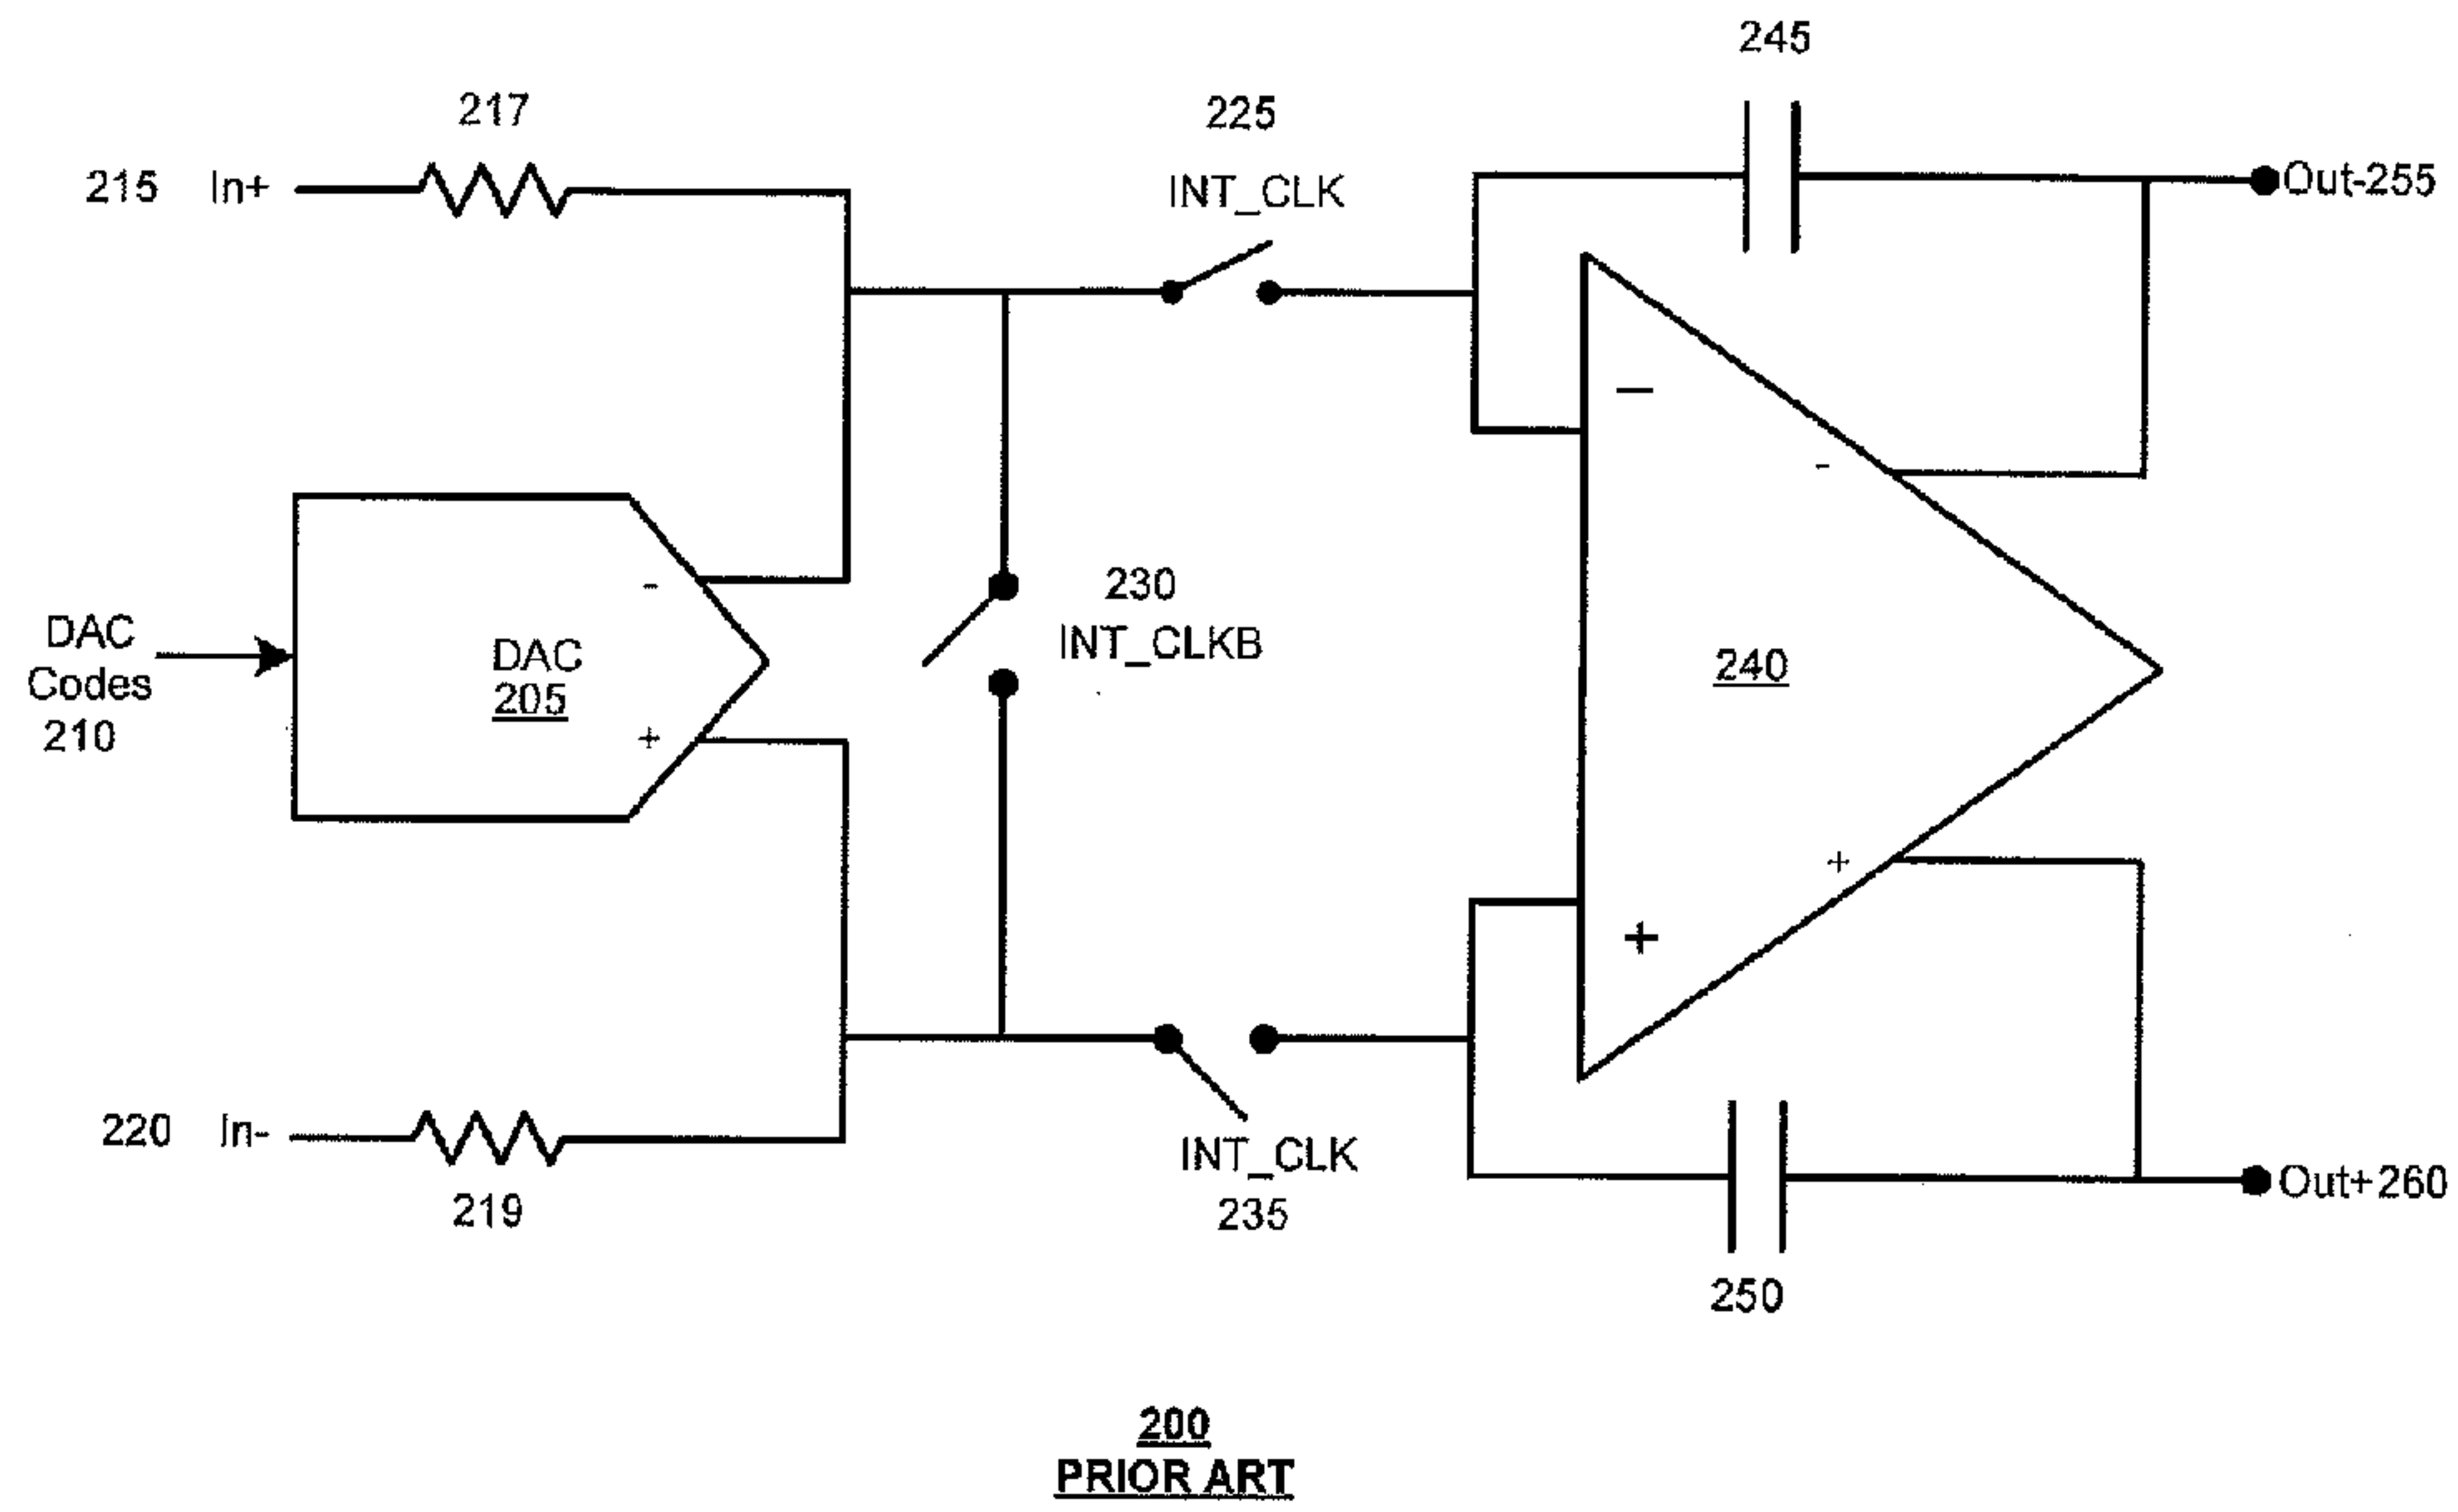 245
217
225
215 In+
INT_CLK
Out-255
-
-
-
230
INT_CLKB
DAC
Codes
210
DAC
205
240
+
+
+
220 In-
INT_CLK
235
219
Out+260
250
200
PRIOR ART